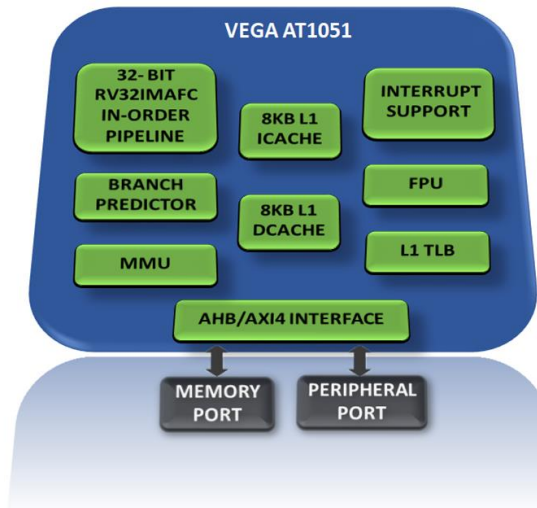 VEGA AT1051
32- BIT
RV32IMAFC
IN-ORDER
PIPELINE
8KB L1
ICACHE
INTERRUPT
SUPPORT
BRANCH
PREDICTOR
8KB L1
DCACHE
FPU
MMU
L1 TLB
AHB/AXI4 INTERFACE
MEMORY
PORT
PERIPHERAL
PORT